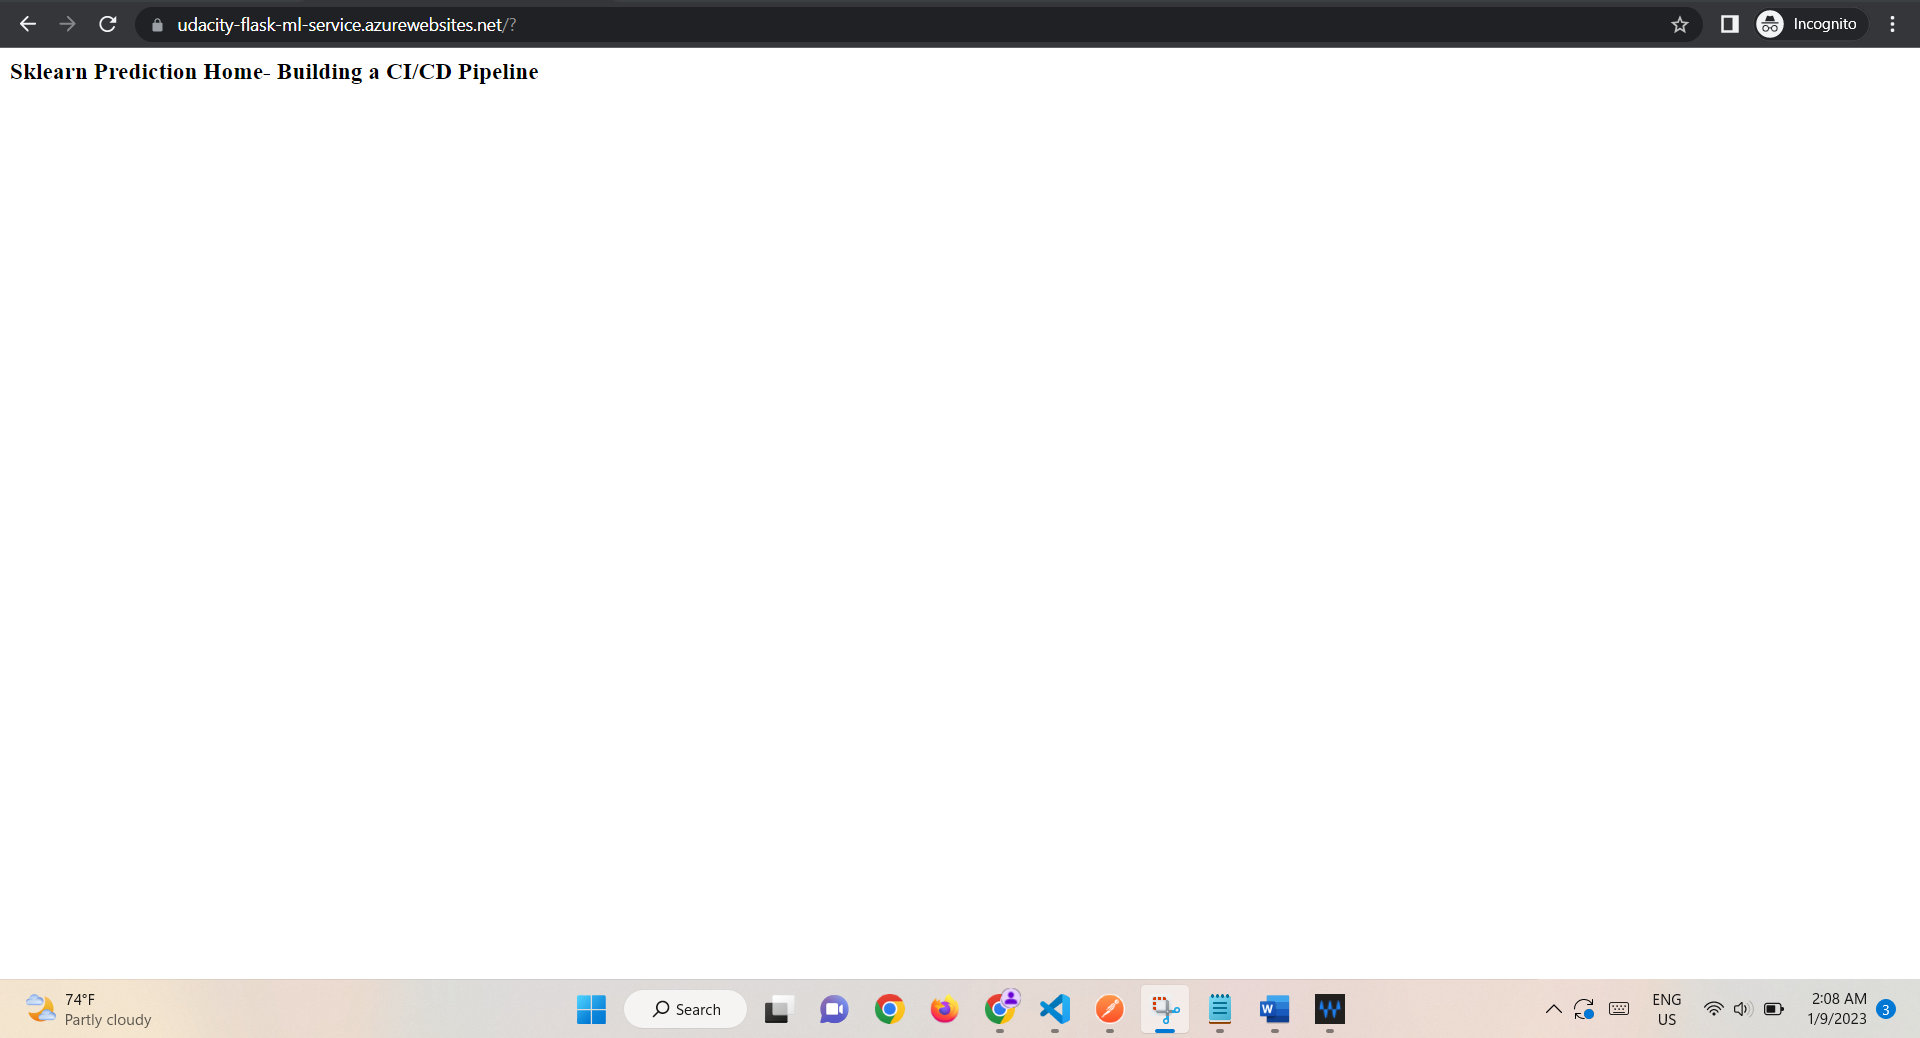 udacity-flask-ml-service.azurewebsites.net/?
Incognito
Sklearn Prediction Home- Building a CI/CD Pipeline
74°F
Partly cloudy
Search
W
ENG
US
2:08 AM
1/9/2023
3